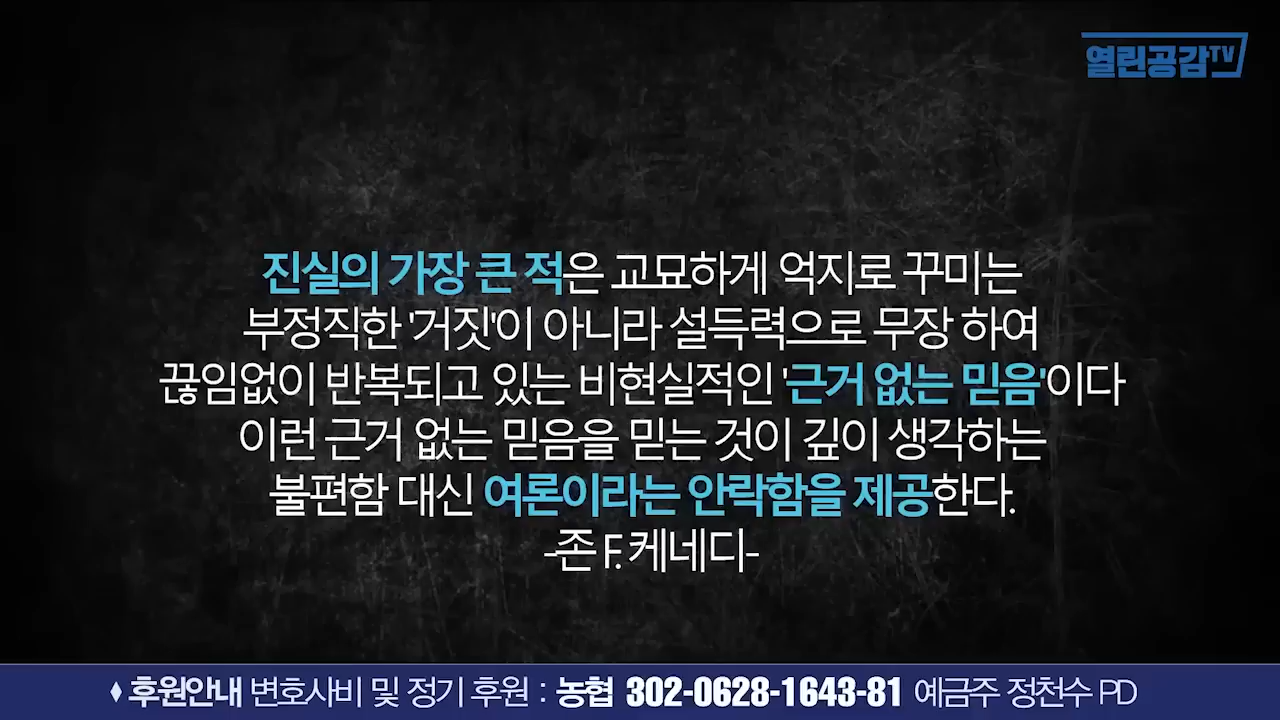 열린공감TV
진실의 가장 큰 적은 교묘하게 억지로 꾸미는
부정직한 '거짓'이 아니라 설득력으로 무장 하여
끊임없이 반복되고 있는 비현실적인 '근거 없는 믿음'이다
이런 근거 없는 믿음을 믿는 것이 깊이 생각하는
불편함 대신 여론이라는 안락함을 제공한다.
-존 F. 케네디-
♦ 후원안내 변호사비 및 정기 후원 : 농협 302-0628-1643-81 예금주 정천수 PD